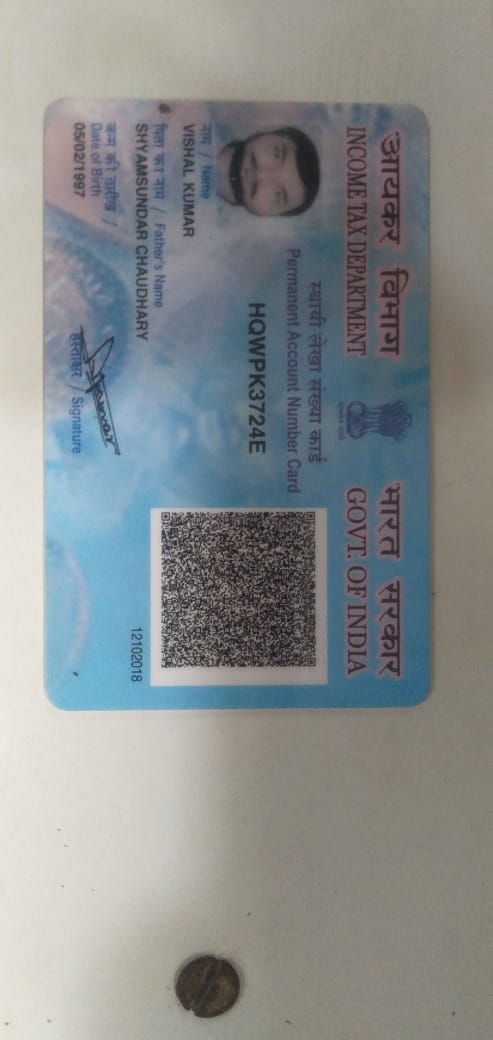 आयकर विभाग
INCOME TAX DEPARTMENT
भारत सरकार
GOVT. OF INDIA
स्थायी लेखा संख्या कार्ड
Permanent Account Number Card
HQWPK3724E
नाम / Name
VISHAL KUMAR
पिता का नाम / Father's Name
SHYAMSUNDAR CHAUDHARY
जन्म की तारीख /
Date of Birth
05/02/1997
हस्ताक्षर / Signature
12102018